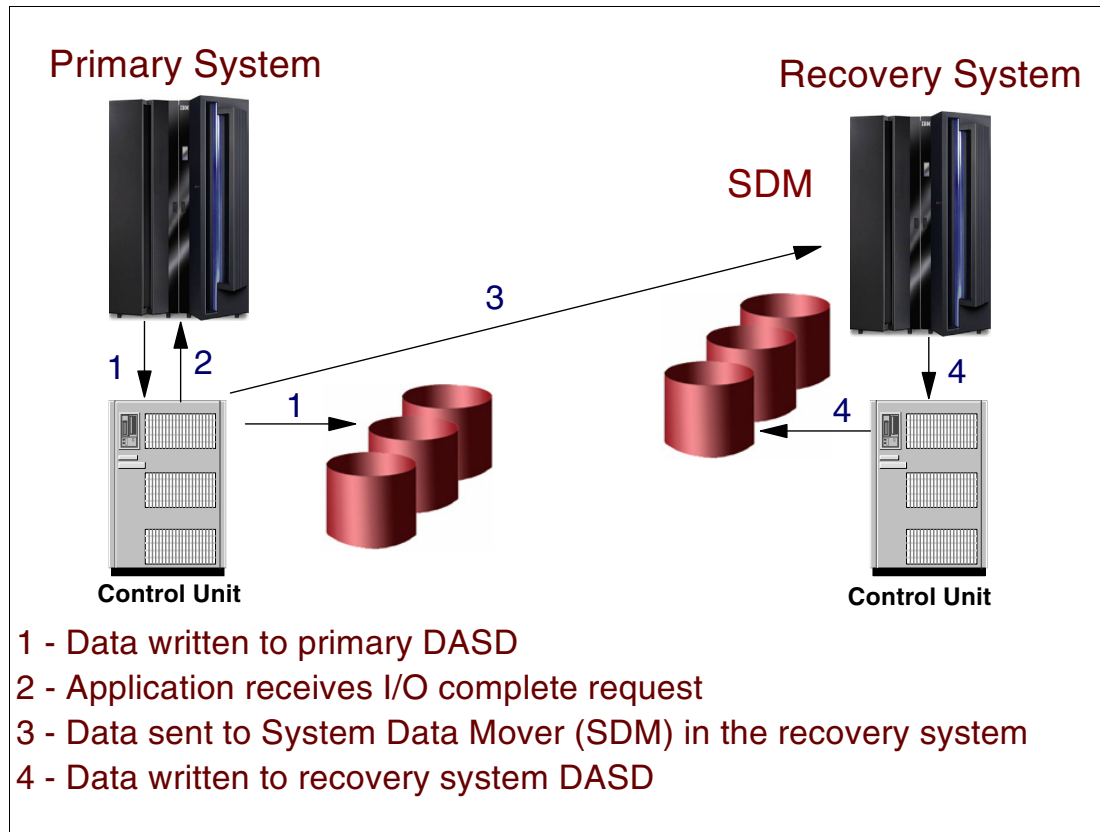 Primary System
Recovery System
SDM
3
1
2
1
4
4
Control Unit
Control Unit
1 - Data written to primary DASD
2 - Application receives I/O complete request
3 - Data sent to System Data Mover (SDM) in the recovery system
4 - Data written to recovery system DASD